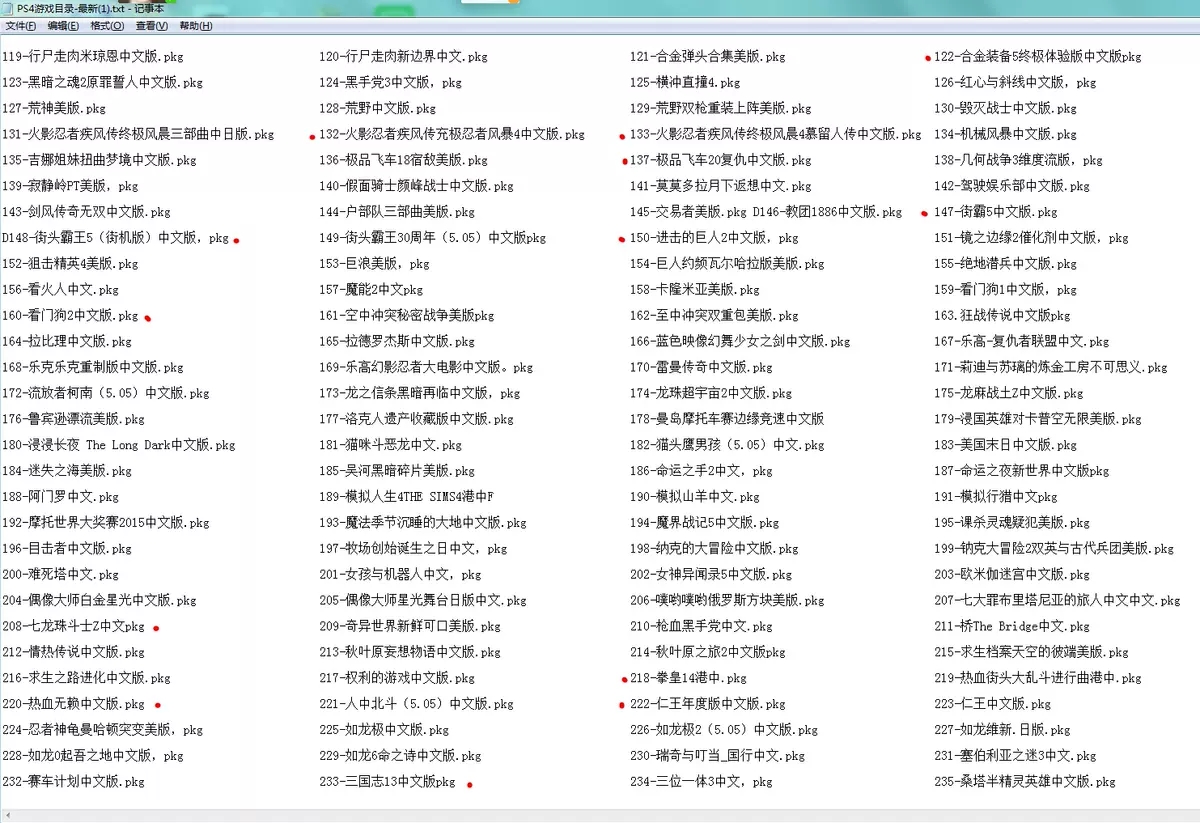 PS4游戏目录-最新(1).txt - 记事本
文件(F) 编辑(E) 格式(O) 查看(V) 帮助(H)
119-行尸走肉米琼恩中文版.pkg 120-行尸走肉新边界中文.pkg 121-合金弹头合集美版.pkg 122-合金装备5终极体验版中文版pkg
123-黑暗之魂2原罪誓人中文版.pkg 124-黑手党3中文版，pkg 125-横冲直撞4.pkg 126-红心与斜线中文版，pkg
127-荒神美版.pkg 128-荒野中文版.pkg 129-荒野双枪重装上阵美版.pkg 130-毁灭战士中文版.pkg
131-火影忍者疾风传终极风晨三部曲中日版.pkg 132-火影忍者疾风传充极忍者风暴4中文版.pkg 133-火影忍者疾风传终极风晨4慕留人传中文版.pkg 134-机械风暴中文版.pkg
135-吉娜姐妹扭曲梦境中文版.pkg 136-极品飞车18宿敌美版.pkg 137-极品飞车20复仇中文版.pkg 138-几何战争3维度流版，pkg
139-寂静岭PT美版，pkg 140-假面骑士颜峰战士中文版.pkg 141-莫莫多拉月下返想中文.pkg 142-驾驶娱乐部中文版.pkg
143-剑风传奇无双中文版.pkg 144-户部队三部曲美版.pkg 145-交易者美版.pkg D146-教团1886中文版.pkg 147-街霸5中文版.pkg
D148-街头霸王5（街机版）中文版，pkg 149-街头霸王30周年（5.05）中文版pkg 150-进击的巨人2中文版，pkg 151-镜之边缘2催化剂中文版，pkg
152-狙击精英4美版.pkg 153-巨浪美版，pkg 154-巨人约频瓦尔哈拉版美版.pkg 155-绝地潜兵中文版.pkg
156-看火人中文.pkg 157-魔能2中文pkg 158-卡隆米亚美版.pkg 159-看门狗1中文版，pkg
160-看门狗2中文版.pkg 161-空中冲突秘密战争美版pkg 162-至中冲突双重包美版.pkg 163.狂战传说中文版pkg
164-拉比理中文版.pkg 165-拉德罗杰斯中文版.pkg 166-蓝色映像幻舞少女之剑中文版.pkg 167-乐高-复仇者联盟中文.pkg
168-乐克乐克重制版中文版.pkg 169-乐高幻影忍者大电影中文版。pkg 170-雷曼传奇中文版.pkg 171-莉迪与苏璃的炼金工房不可思义.pkg
172-流放者柯南（5.05）中文版.pkg 173-龙之信条黑暗再临中文版，pkg 174-龙珠超宇宙2中文版.pkg 175-龙麻战士Z中文版.pkg
176-鲁宾逊漂流美版.pkg 177-洛克人遗产收藏版中文版.pkg 178-曼岛摩托车赛边缘竞速中文版 179-浸国英雄对卡普空无限美版.pkg
180-浸浸长夜 The Long Dark中文版.pkg 181-猫咪斗恶龙中文.pkg 182-猫头鹰男孩（5.05）中文.pkg 183-美国末日中文版.pkg
184-迷失之海美版.pkg 185-吴河黑暗碎片美版.pkg 186-命运之手2中文，pkg 187-命运之夜新世界中文版pkg
188-阿门罗中文.pkg 189-模拟人生4THE SIMS4港中F 190-模拟山羊中文.pkg 191-模拟行猎中文pkg
192-摩托世界大奖赛2015中文版.pkg 193-魔法季节沉睡的大地中文版.pkg 194-魔界战记5中文版.pkg 195-课杀灵魂疑犯美版.pkg
196-目击者中文版.pkg 197-牧场创始诞生之日中文，pkg 198-纳克的大冒险中文版.pkg 199-钠克大冒险2双英与古代兵团美版.pkg
200-难死塔中文.pkg 201-女孩与机器人中文，pkg 202-女神异闻录5中文版.pkg 203-欧米伽迷宫中文版.pkg
204-偶像大师白金星光中文版.pkg 205-偶像大师星光舞台日版中文.pkg 206-噗哟噗哟俄罗斯方块美版.pkg 207-七大罪布里塔尼亚的旅人中文中文.pkg
208-七龙珠斗士Z中文pkg 209-奇异世界新鲜可口美版.pkg 210-枪血黑手党中文.pkg 211-桥The Bridge中文.pkg
212-情热传说中文版.pkg 213-秋叶原妄想物语中文版.pkg 214-秋叶原之旅2中文版pkg 215-求生档案天空的彼端美版.pkg
216-求生之路进化中文版.pkg 217-权利的游戏中文版.pkg 218-拳皇14港中.pkg 219-热血街头大乱斗进行曲港中.pkg
220-热血无赖中文版.pkg 221-人中北斗（5.05）中文版.pkg 222-仁王年度版中文版.pkg 223-仁王中文版.pkg
224-忍者神龟曼哈顿突变美版，pkg 225-如龙极中文版.pkg 226-如龙极2（5.05）中文版.pkg 227-如龙维新.日版.pkg
228-如龙0起吾之地中文版，pkg 229-如龙6命之诗中文版.pkg 230-瑞奇与叮当_国行中文.pkg 231-塞伯利亚之迷3中文.pkg
232-赛车计划中文版.pkg 233-三国志13中文版pkg 234-三位一体3中文，pkg 235-桑塔半精灵英雄中文版.pkg